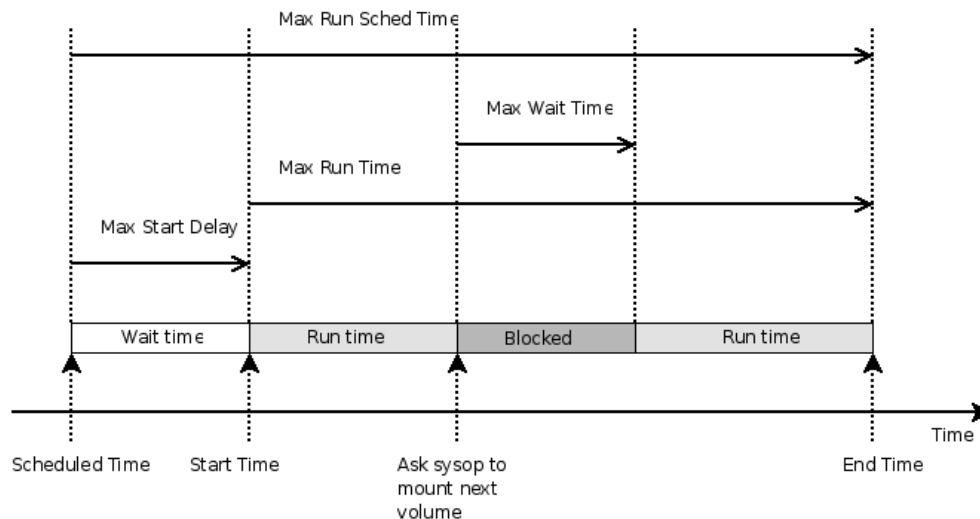 Max Run Sched Time
Max Wait Time
Max Run Time
Max Start Delay
Wait time
Run time
Blocked
Run time
Time
Scheduled Time
Start Time
Ask sysop to
mount next
volume
End Time